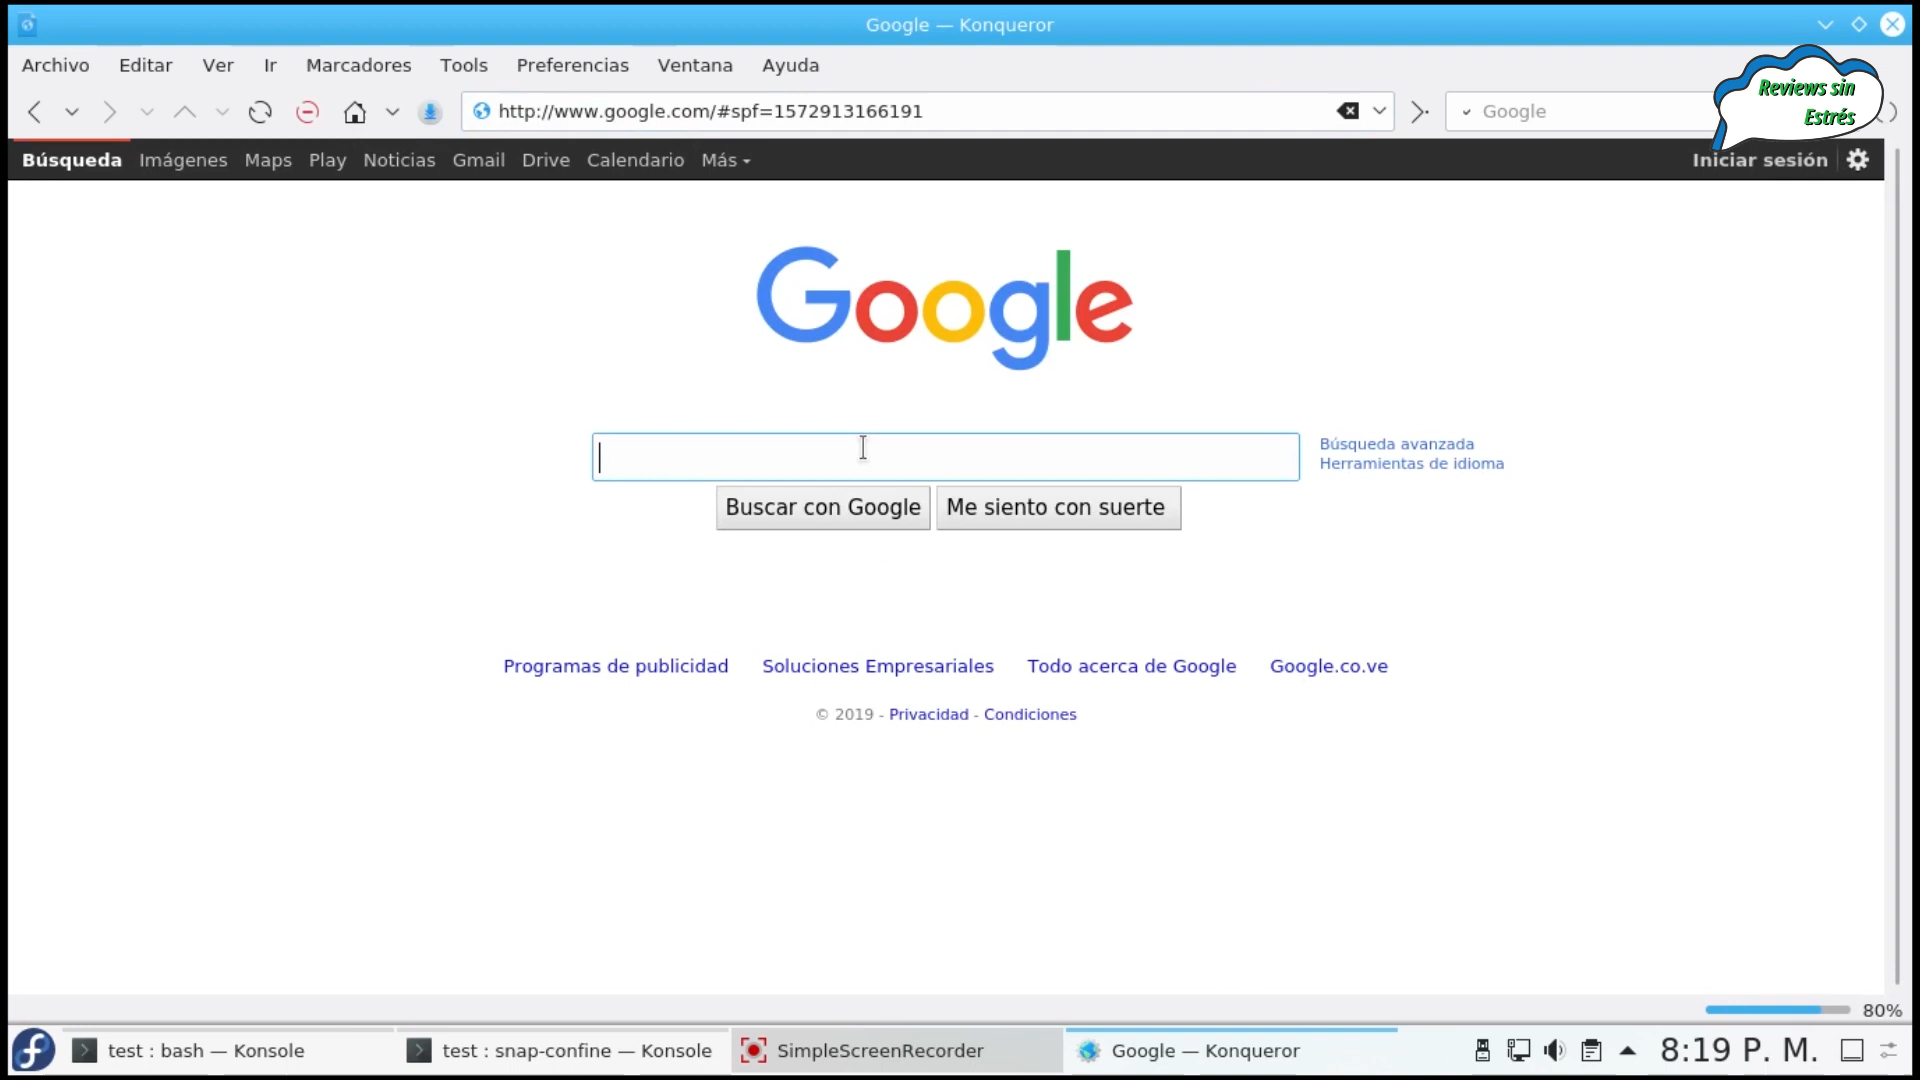 Google — Konqueror
Archivo Editar Ver Ir Marcadores Tools Preferencias Ventana Ayuda
Reviews sin
Estrés
http://www.google.com/#spf=1572913166191 Google
Búsqueda Imágenes Maps Play Noticias Gmail Drive Calendario Más Iniciar sesión
Google
Búsqueda avanzada
Herramientas de idioma
Buscar con Google Me siento con suerte
Programas de publicidad Soluciones Empresariales Todo acerca de Google Google.co.ve
© 2019 - Privacidad - Condiciones
80%
test : bash — Konsole test : snap-confine — Konsole SimpleScreenRecorder Google — Konqueror 8:19 P. M.